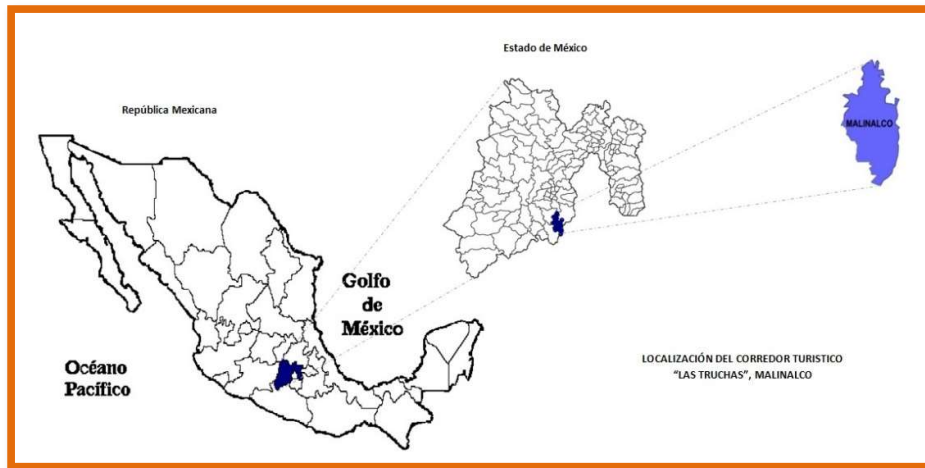 Estado de México
República Mexicana
MALINALCO
Golfo
de
México
Océano
Pacífico
LOCALIZACIÓN DEL CORREDOR TURISTICO
“LAS TRUCHAS”, MALINALCO